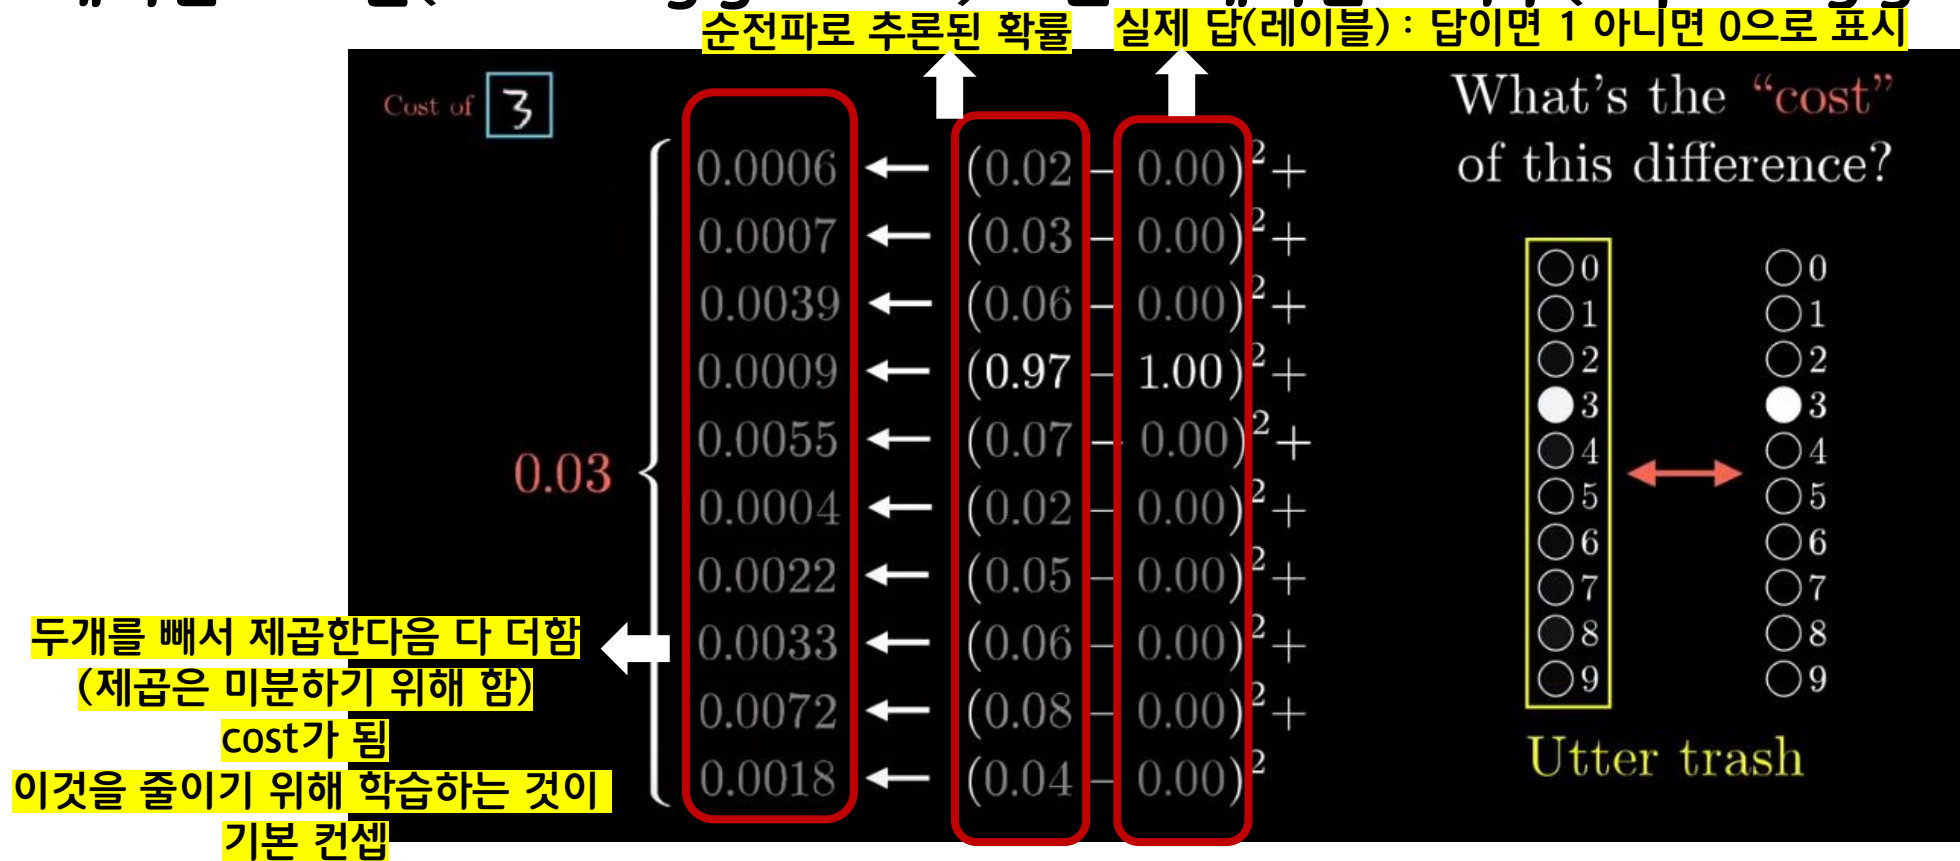 순전파로 추론된 확률
실제 답(레이블) : 답이면 1 아니면 0으로 표시
Cost of 3
What's the “cost”
of this difference?
0.0006 ← (0.02 − 0.00)² +
0.0007 ← (0.03 − 0.00)² +
0.0039 ← (0.06 − 0.00)² +
0.0009 ← (0.97 − 1.00)² +
0.0055 ← (0.07 − 0.00)² +
0.0004 ← (0.02 − 0.00)² +
0.0022 ← (0.05 − 0.00)² +
0.0033 ← (0.06 − 0.00)² +
0.0072 ← (0.08 − 0.00)² +
0.0018 ← (0.04 − 0.00)²
0.03
0 0
1 1
2 2
3 3
4 4
5 5
6 6
7 7
8 8
9 9
Utter trash
두개를 빼서 제곱한다음 다 더함
(제곱은 미분하기 위해 함)
cost가 됨
이것을 줄이기 위해 학습하는 것이
기본 컨셉